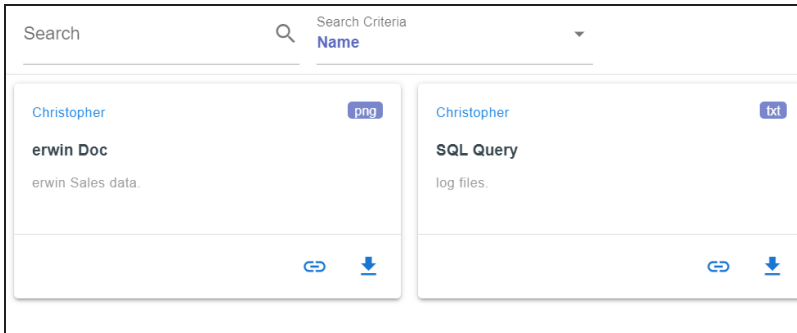 Search
Search Criteria
Name
Christopher
png
erwin Doc
erwin Sales data.
Christopher
txt
SQL Query
log files.